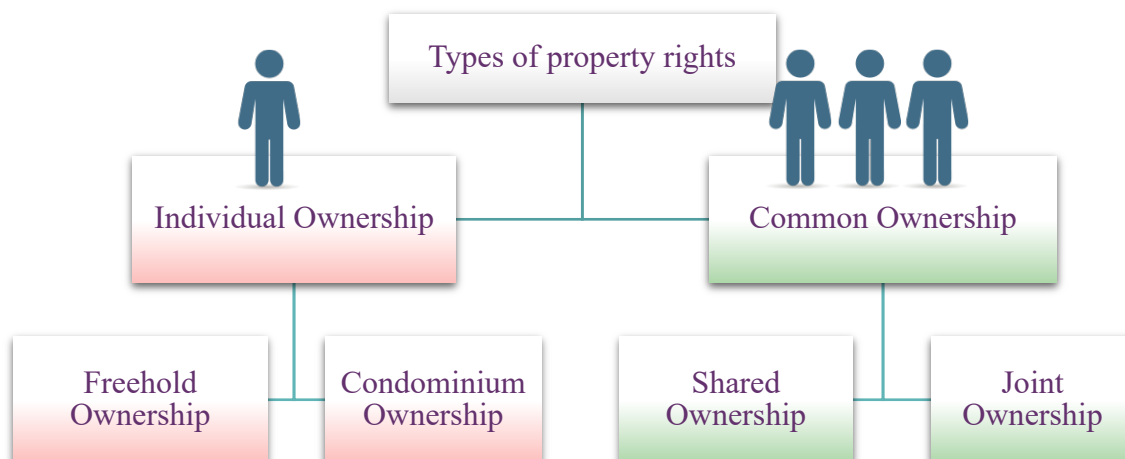 Types of property rights
Individual Ownership
Common Ownership
Freehold
Ownership
Condominium
Ownership
Shared
Ownership
Joint
Ownership